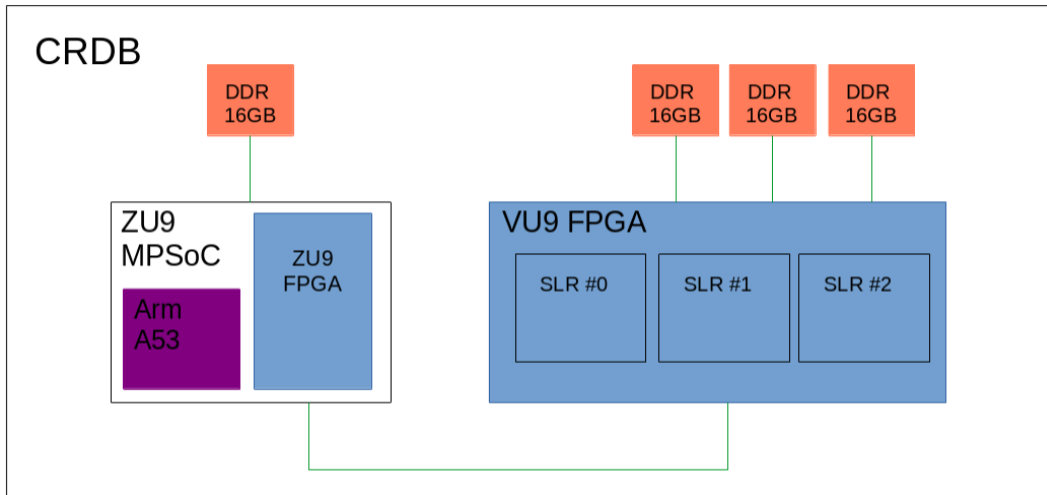 CRDB
DDR
16GB
DDR
16GB
DDR
16GB
DDR
16GB
ZU9
MPSoC
ZU9
FPGA
Arm
A53
VU9 FPGA
SLR #0
SLR #1
SLR #2